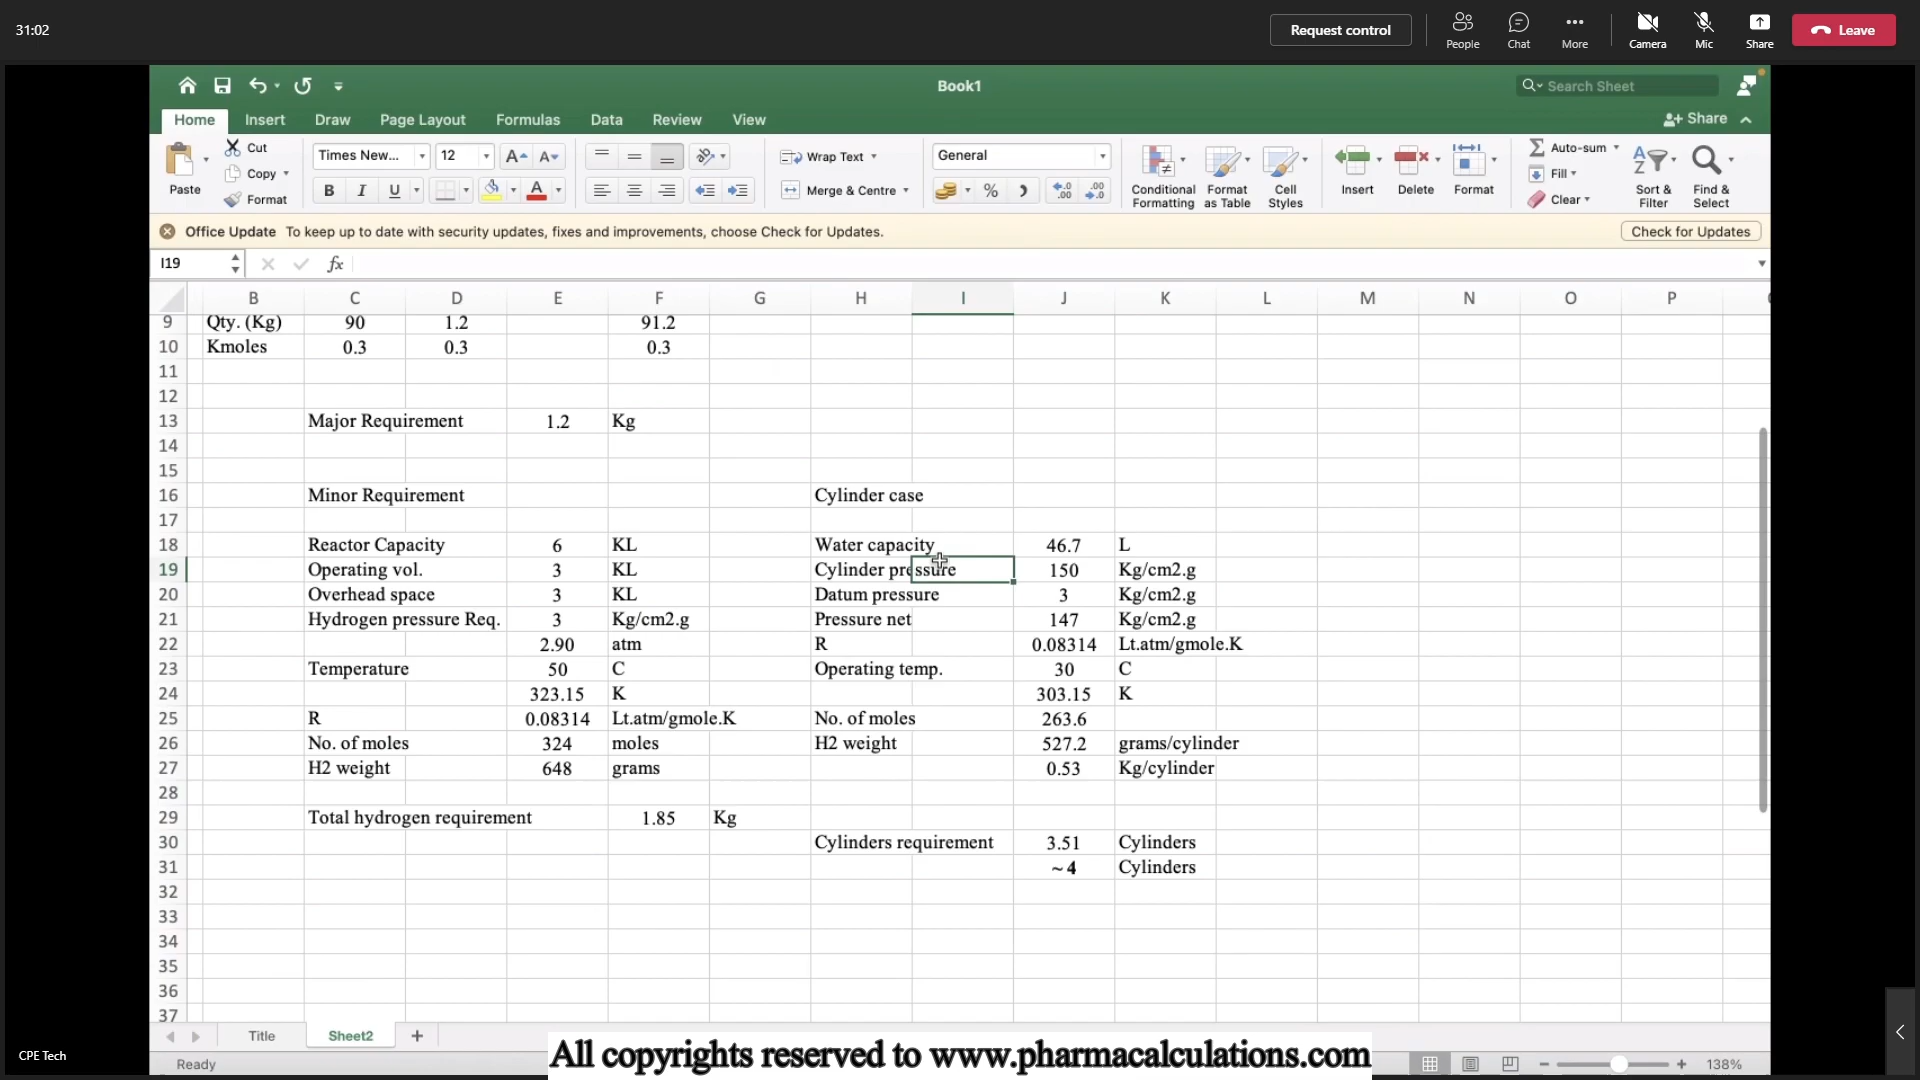 31:02
Request control
People
Chat
More
Camera
Mic
Share
Leave
Book1
Search Sheet
Home Insert Draw Page Layout Formulas Data Review View
Share
Paste
Cut
Copy
Format
Times New... 12
B I U
Wrap Text
Merge & Centre
General
Conditional Formatting
Format as Table
Cell Styles
Insert
Delete
Format
Auto-sum
Fill
Clear
Sort & Filter
Find & Select
Office Update To keep up to date with security updates, fixes and improvements, choose Check for Updates.
Check for Updates
I19 fx
B C D E F G H I J K L M N O P
9 Qty. (Kg) 90 1.2 91.2
10 Kmoles 0.3 0.3 0.3
11
12
13 Major Requirement 1.2 Kg
14
15
16 Minor Requirement Cylinder case
17
18 Reactor Capacity 6 KL Water capacity 46.7 L
19 Operating vol. 3 KL Cylinder pressure 150 Kg/cm2.g
20 Overhead space 3 KL Datum pressure 3 Kg/cm2.g
21 Hydrogen pressure Req. 3 Kg/cm2.g Pressure net 147 Kg/cm2.g
22 2.90 atm R 0.08314 Lt.atm/gmole.K
23 Temperature 50 C Operating temp. 30 C
24 323.15 K 303.15 K
25 R 0.08314 Lt.atm/gmole.K No. of moles 263.6
26 No. of moles 324 moles H2 weight 527.2 grams/cylinder
27 H2 weight 648 grams 0.53 Kg/cylinder
28
29 Total hydrogen requirement 1.85 Kg
30 Cylinders requirement 3.51 Cylinders
31 ~ 4 Cylinders
32
33
34
35
36
37
Title Sheet2 +
CPE Tech
Ready
All copyrights reserved to www.pharmacalculations.com
138%